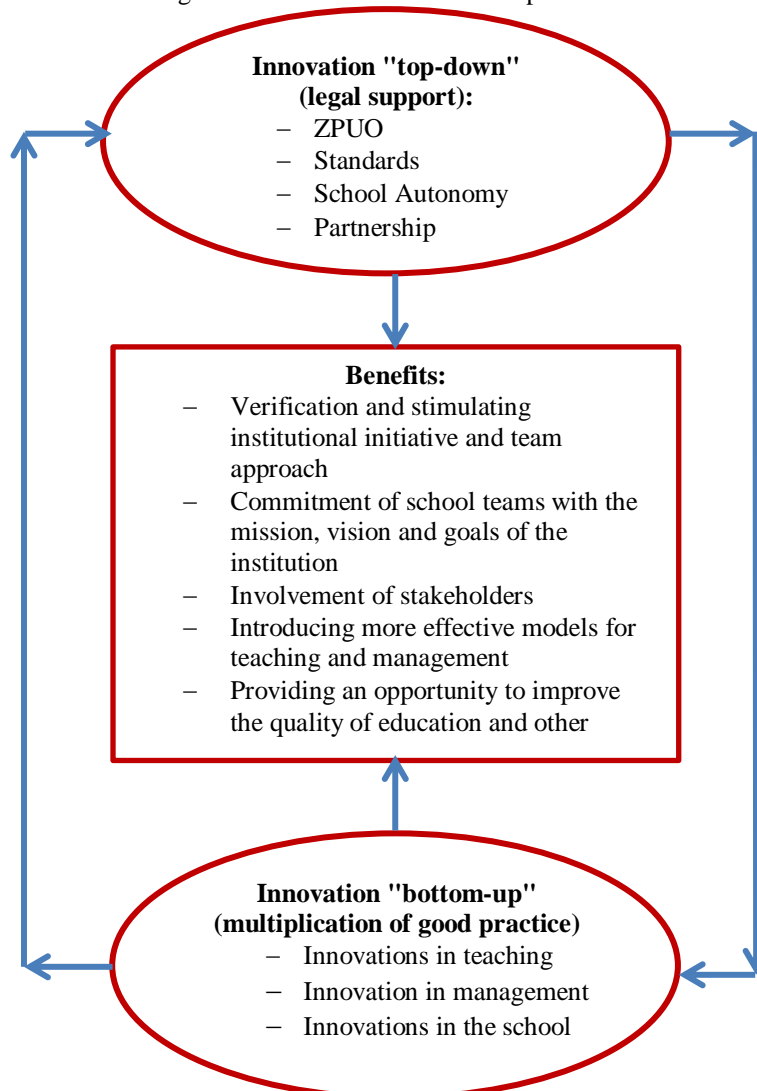 Innovation "top-down"
(legal support):
– ZPUO
– Standards
– School Autonomy
– Partnership
Benefits:
– Verification and stimulating
institutional initiative and team
approach
– Commitment of school teams with the
mission, vision and goals of the
institution
– Involvement of stakeholders
– Introducing more effective models for
teaching and management
– Providing an opportunity to improve
the quality of education and other
Innovation "bottom-up"
(multiplication of good practice)
– Innovations in teaching
– Innovation in management
– Innovations in the school